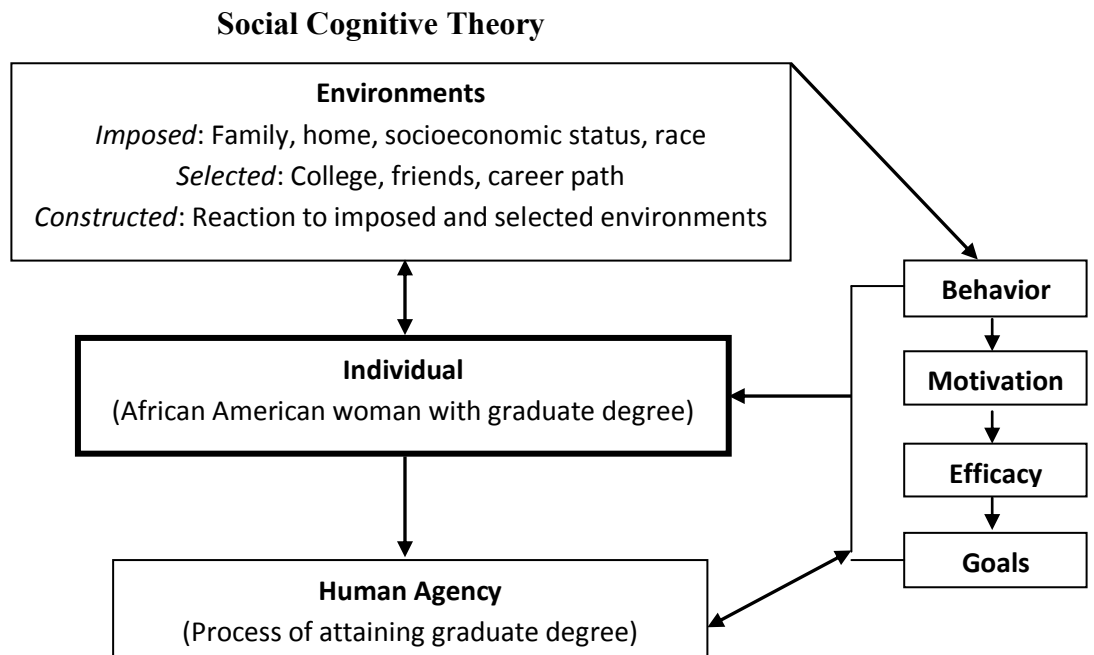 Social Cognitive Theory
Environments
Imposed: Family, home, socioeconomic status, race
Selected: College, friends, career path
Constructed: Reaction to imposed and selected environments
Behavior
Individual
(African American woman with graduate degree)
Motivation
Efficacy
Goals
Human Agency
(Process of attaining graduate degree)